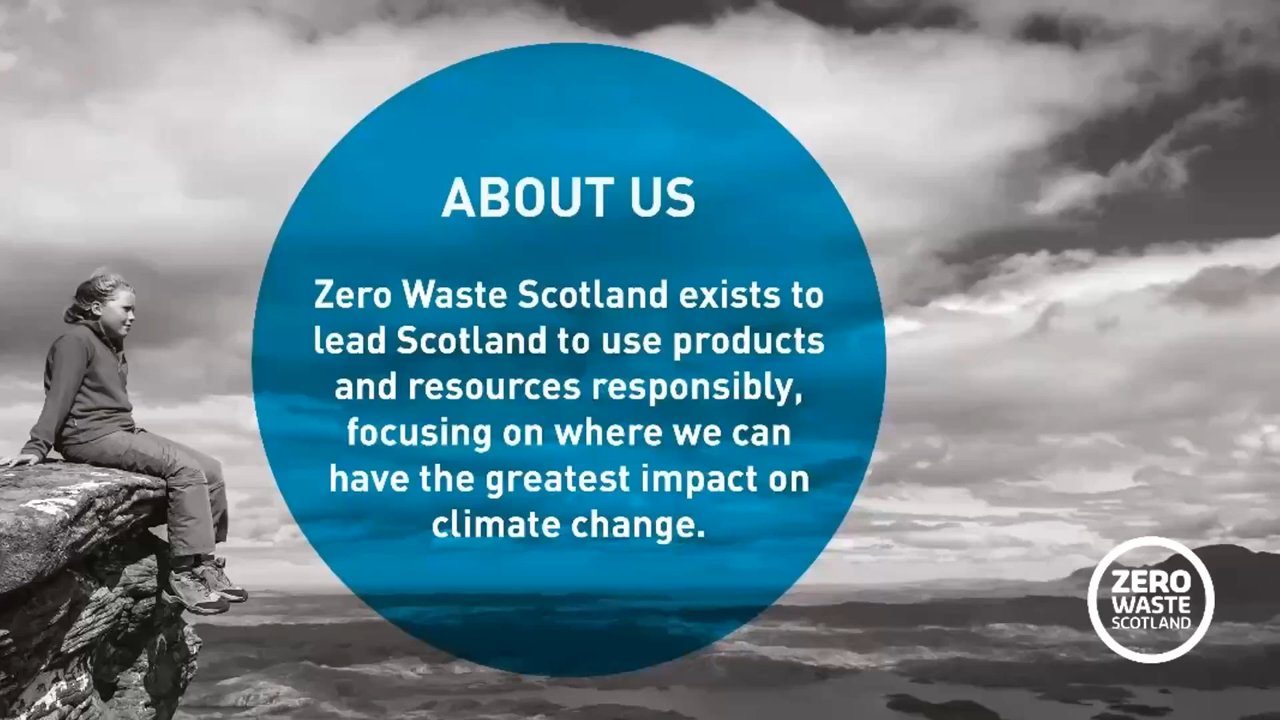 ABOUT US
Zero Waste Scotland exists to
lead Scotland to use products
and resources responsibly,
focusing on where we can
have the greatest impact on
climate change.
ZERO
WASTE
SCOTLAND